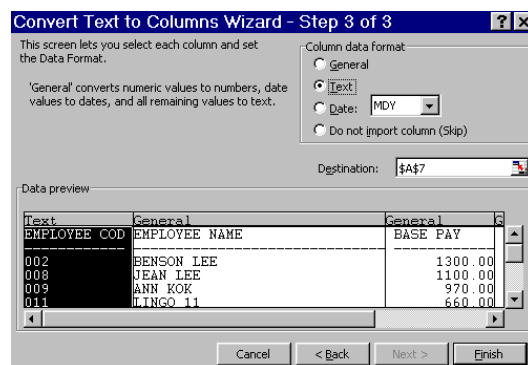 Convert Text to Columns Wizard - Step 3 of 3
This screen lets you select each column and set
the Data Format.
'General' converts numeric values to numbers, date
values to dates, and all remaining values to text.
Column data format
General
Text
Date: MDY
Do not import column (Skip)
Destination: $A$7
Data preview
Text General General G
EMPLOYEE COD EMPLOYEE NAME BASE PAY
002 BENSON LEE 1300.00
008 JEAN LEE 1100.00
009 ANN KOK 970.00
011 LINGO 11 660.00
Cancel < Back Next > Finish